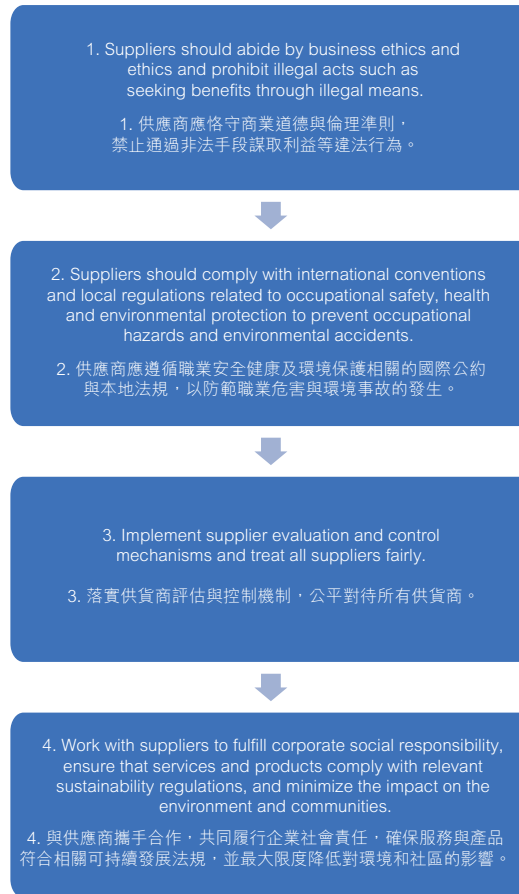 1. Suppliers should abide by business ethics and
ethics and prohibit illegal acts such as
seeking benefits through illegal means.
1. 供應商應恪守商業道德與倫理準則，
禁止通過非法手段謀取利益等違法行為。
2. Suppliers should comply with international conventions
and local regulations related to occupational safety, health
and environmental protection to prevent occupational
hazards and environmental accidents.
2. 供應商應遵循職業安全健康及環境保護相關的國際公約
與本地法規，以防範職業危害與環境事故的發生。
3. Implement supplier evaluation and control
mechanisms and treat all suppliers fairly.
3. 落實供貨商評估與控制機制，公平對待所有供貨商。
4. Work with suppliers to fulfill corporate social responsibility,
ensure that services and products comply with relevant
sustainability regulations, and minimize the impact on the
environment and communities.
4. 與供應商攜手合作，共同履行企業社會責任，確保服務與產品
符合相關可持續發展法規，並最大限度降低對環境和社區的影響。